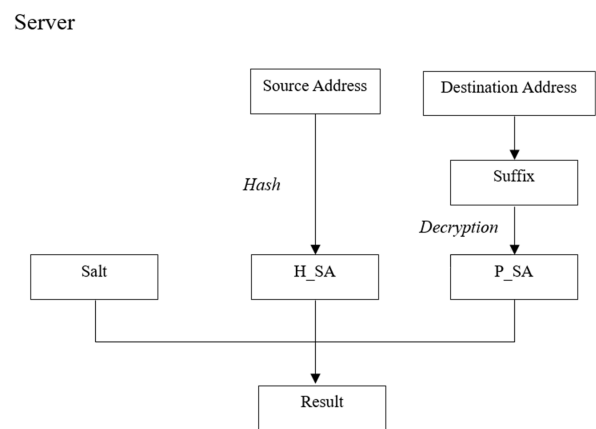 Server
Source Address
Destination Address
Suffix
Hash
Decryption
Salt
H_SA
P_SA
Result